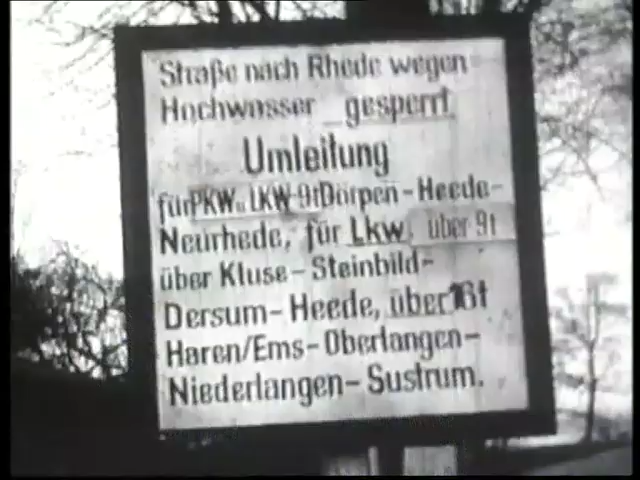 Straße nach Rhede wegen
Hochwasser gesperrt
Umleitung
für PKW u. LKW-9t Dörpen-Heede-
Neurhede, für Lkw, über 9t
über Kluse-Steinbild-
Dersum-Heede, über 16t
Haren/Ems-Oberlangen-
Niederlangen-Sustrum.